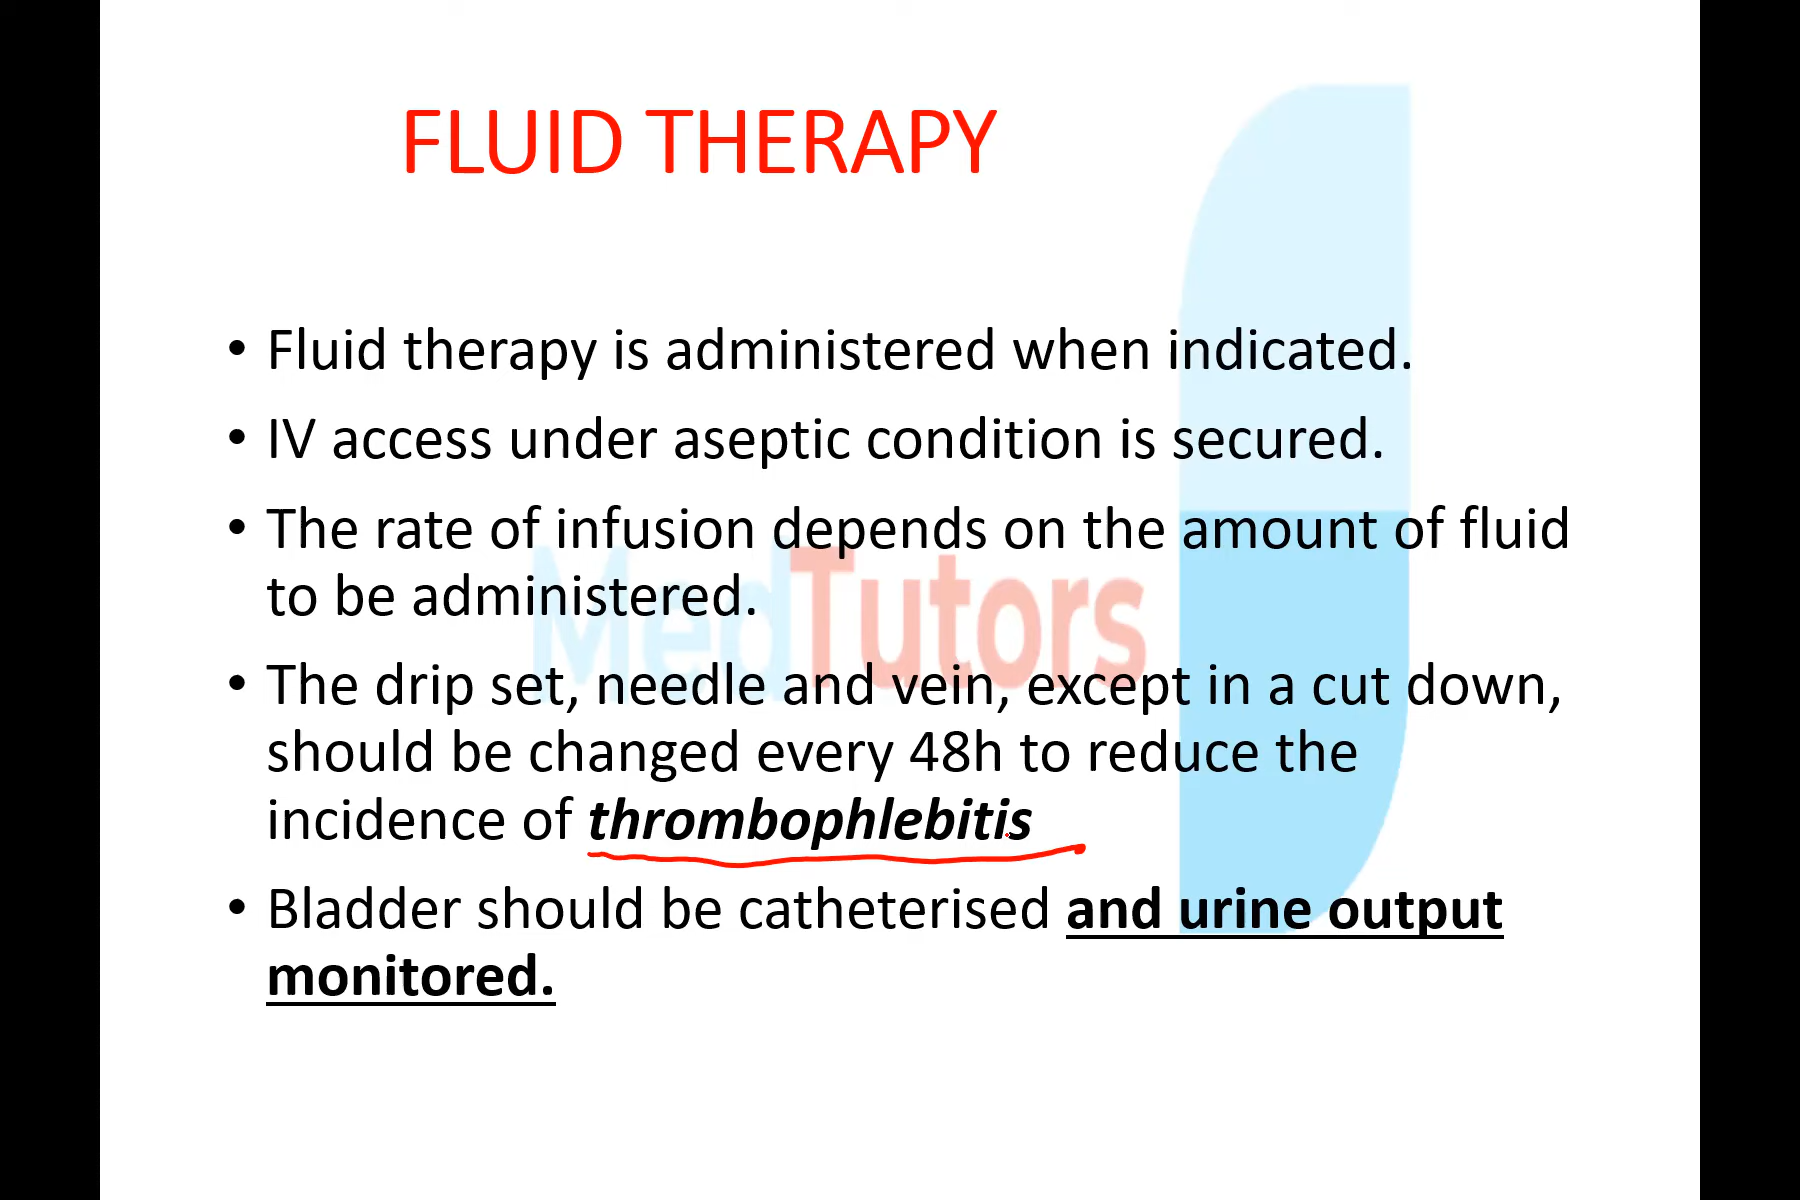 FLUID THERAPY
• Fluid therapy is administered when indicated.
• IV access under aseptic condition is secured.
• The rate of infusion depends on the amount of fluid
to be administered.
MedTutors
• The drip set, needle and vein, except in a cut down,
should be changed every 48h to reduce the
incidence of thrombophlebitis
• Bladder should be catheterised and urine output
monitored.